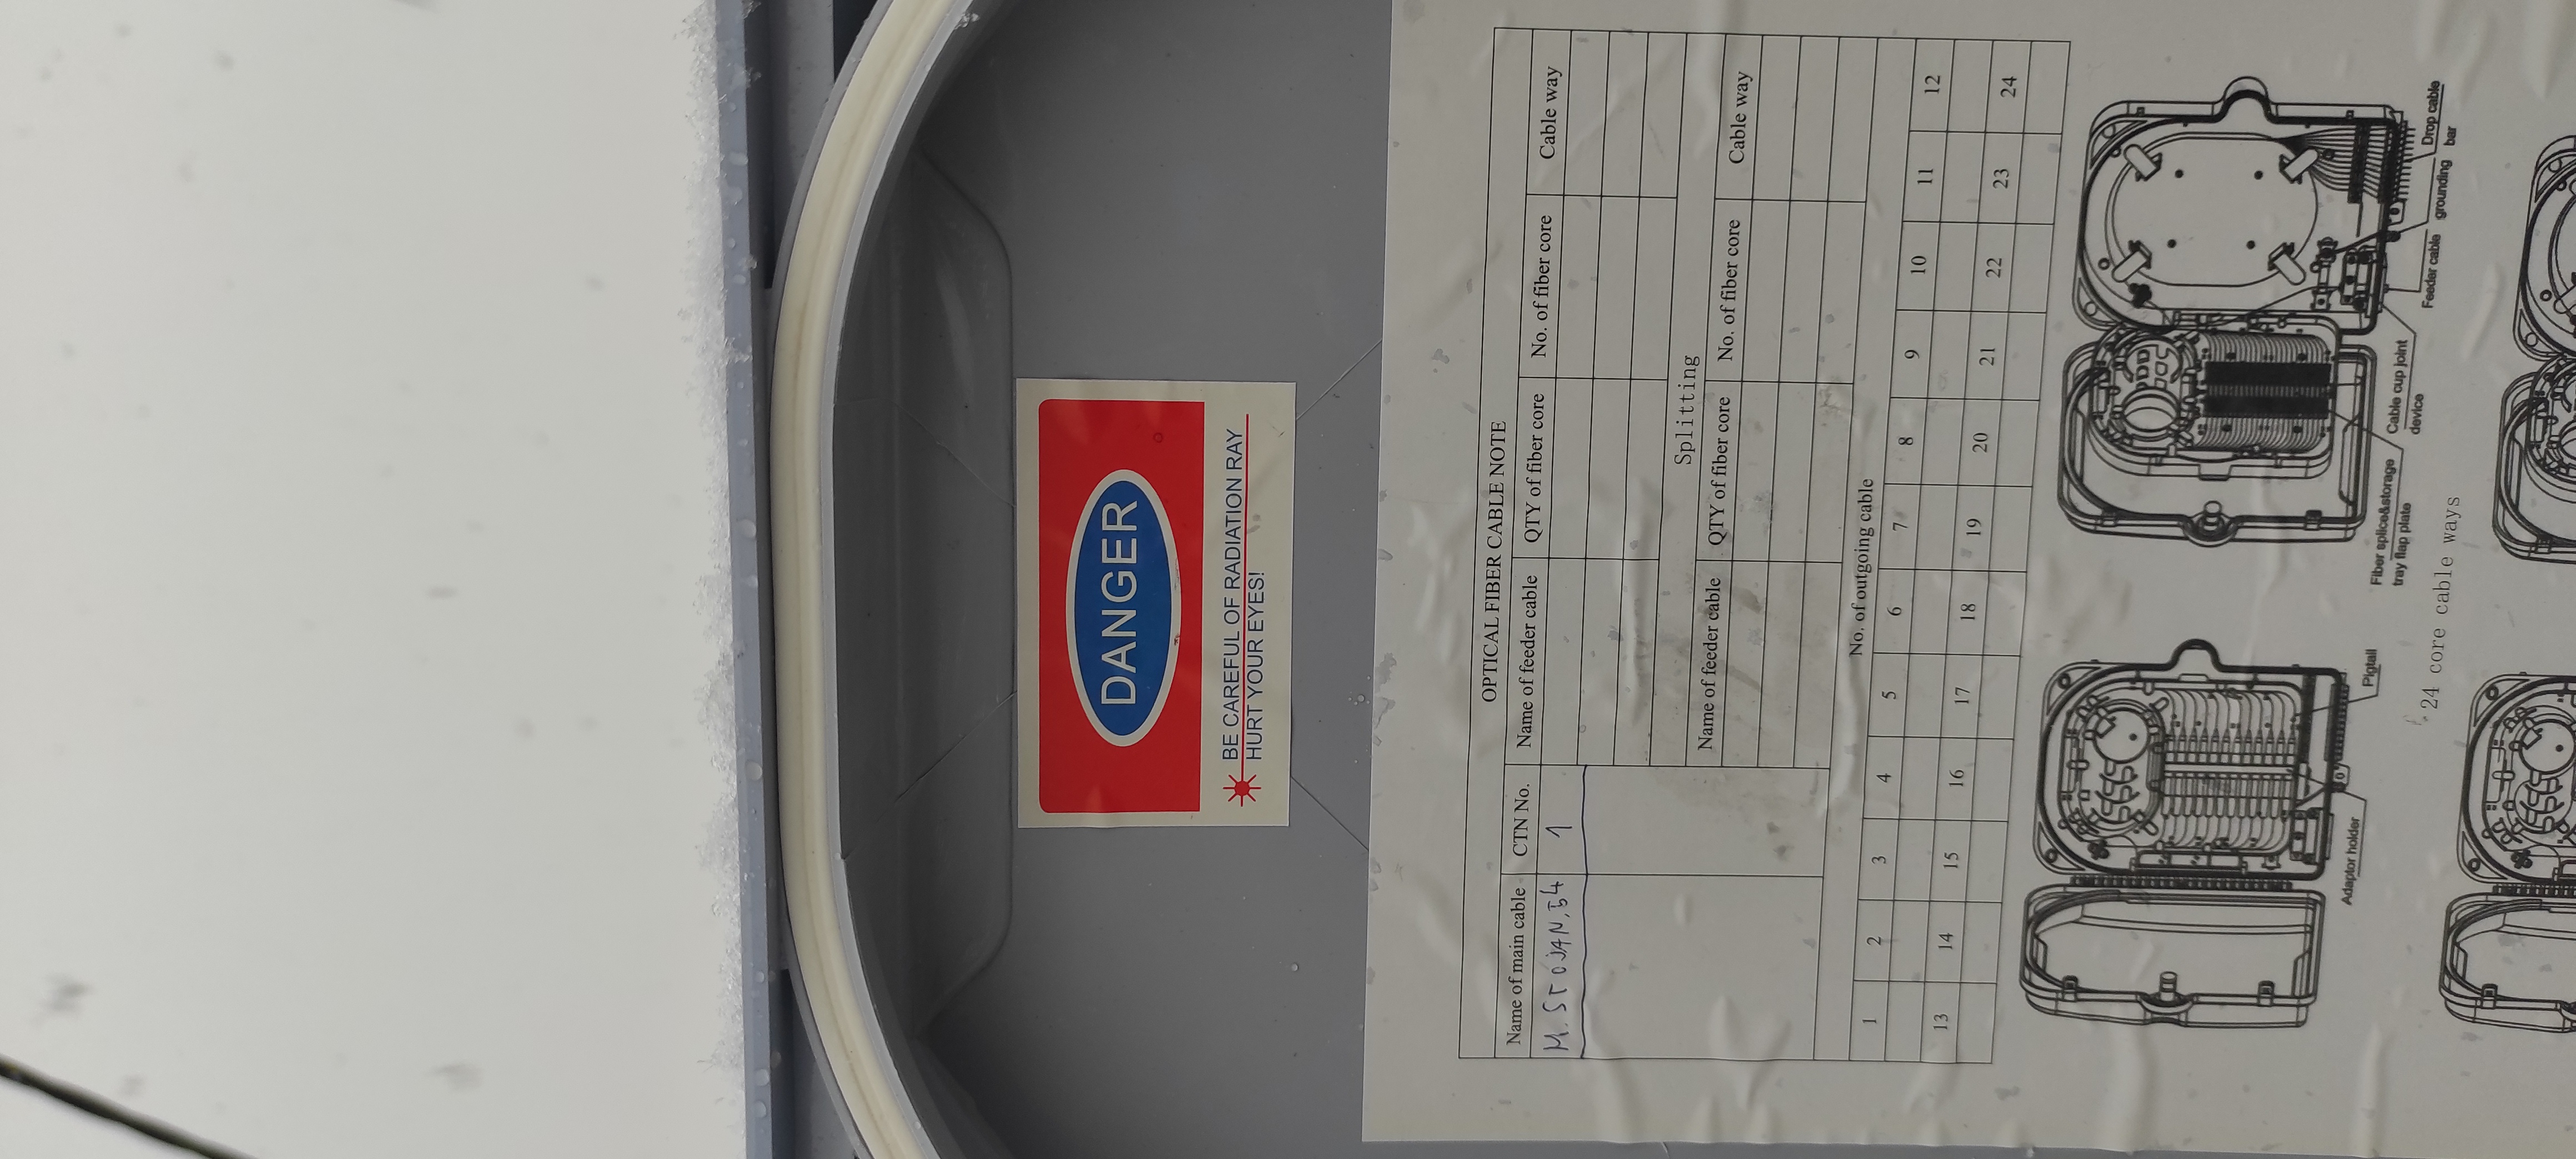 DANGER
BE CAREFUL OF RADIATION RAY
HURT YOUR EYES!
OPTICAL FIBER CABLE NOTE
Name of main cable CTN No. Name of feeder cable QTY of fiber core No. of fiber core Cable way
M. STOJAN, 54 1
Splitting
Name of feeder cable QTY of fiber core No. of fiber core Cable way
No. of outgoing cable
1 2 3 4 5 6 7 8 9 10 11 12
13 14 15 16 17 18 19 20 21 22 23 24
Adaptor holder
Pigtail
Fiber splice&storage
tray flap plate
Cable cup joint
device
Feeder cable
grounding
bar
Drop cable
24 core cable ways